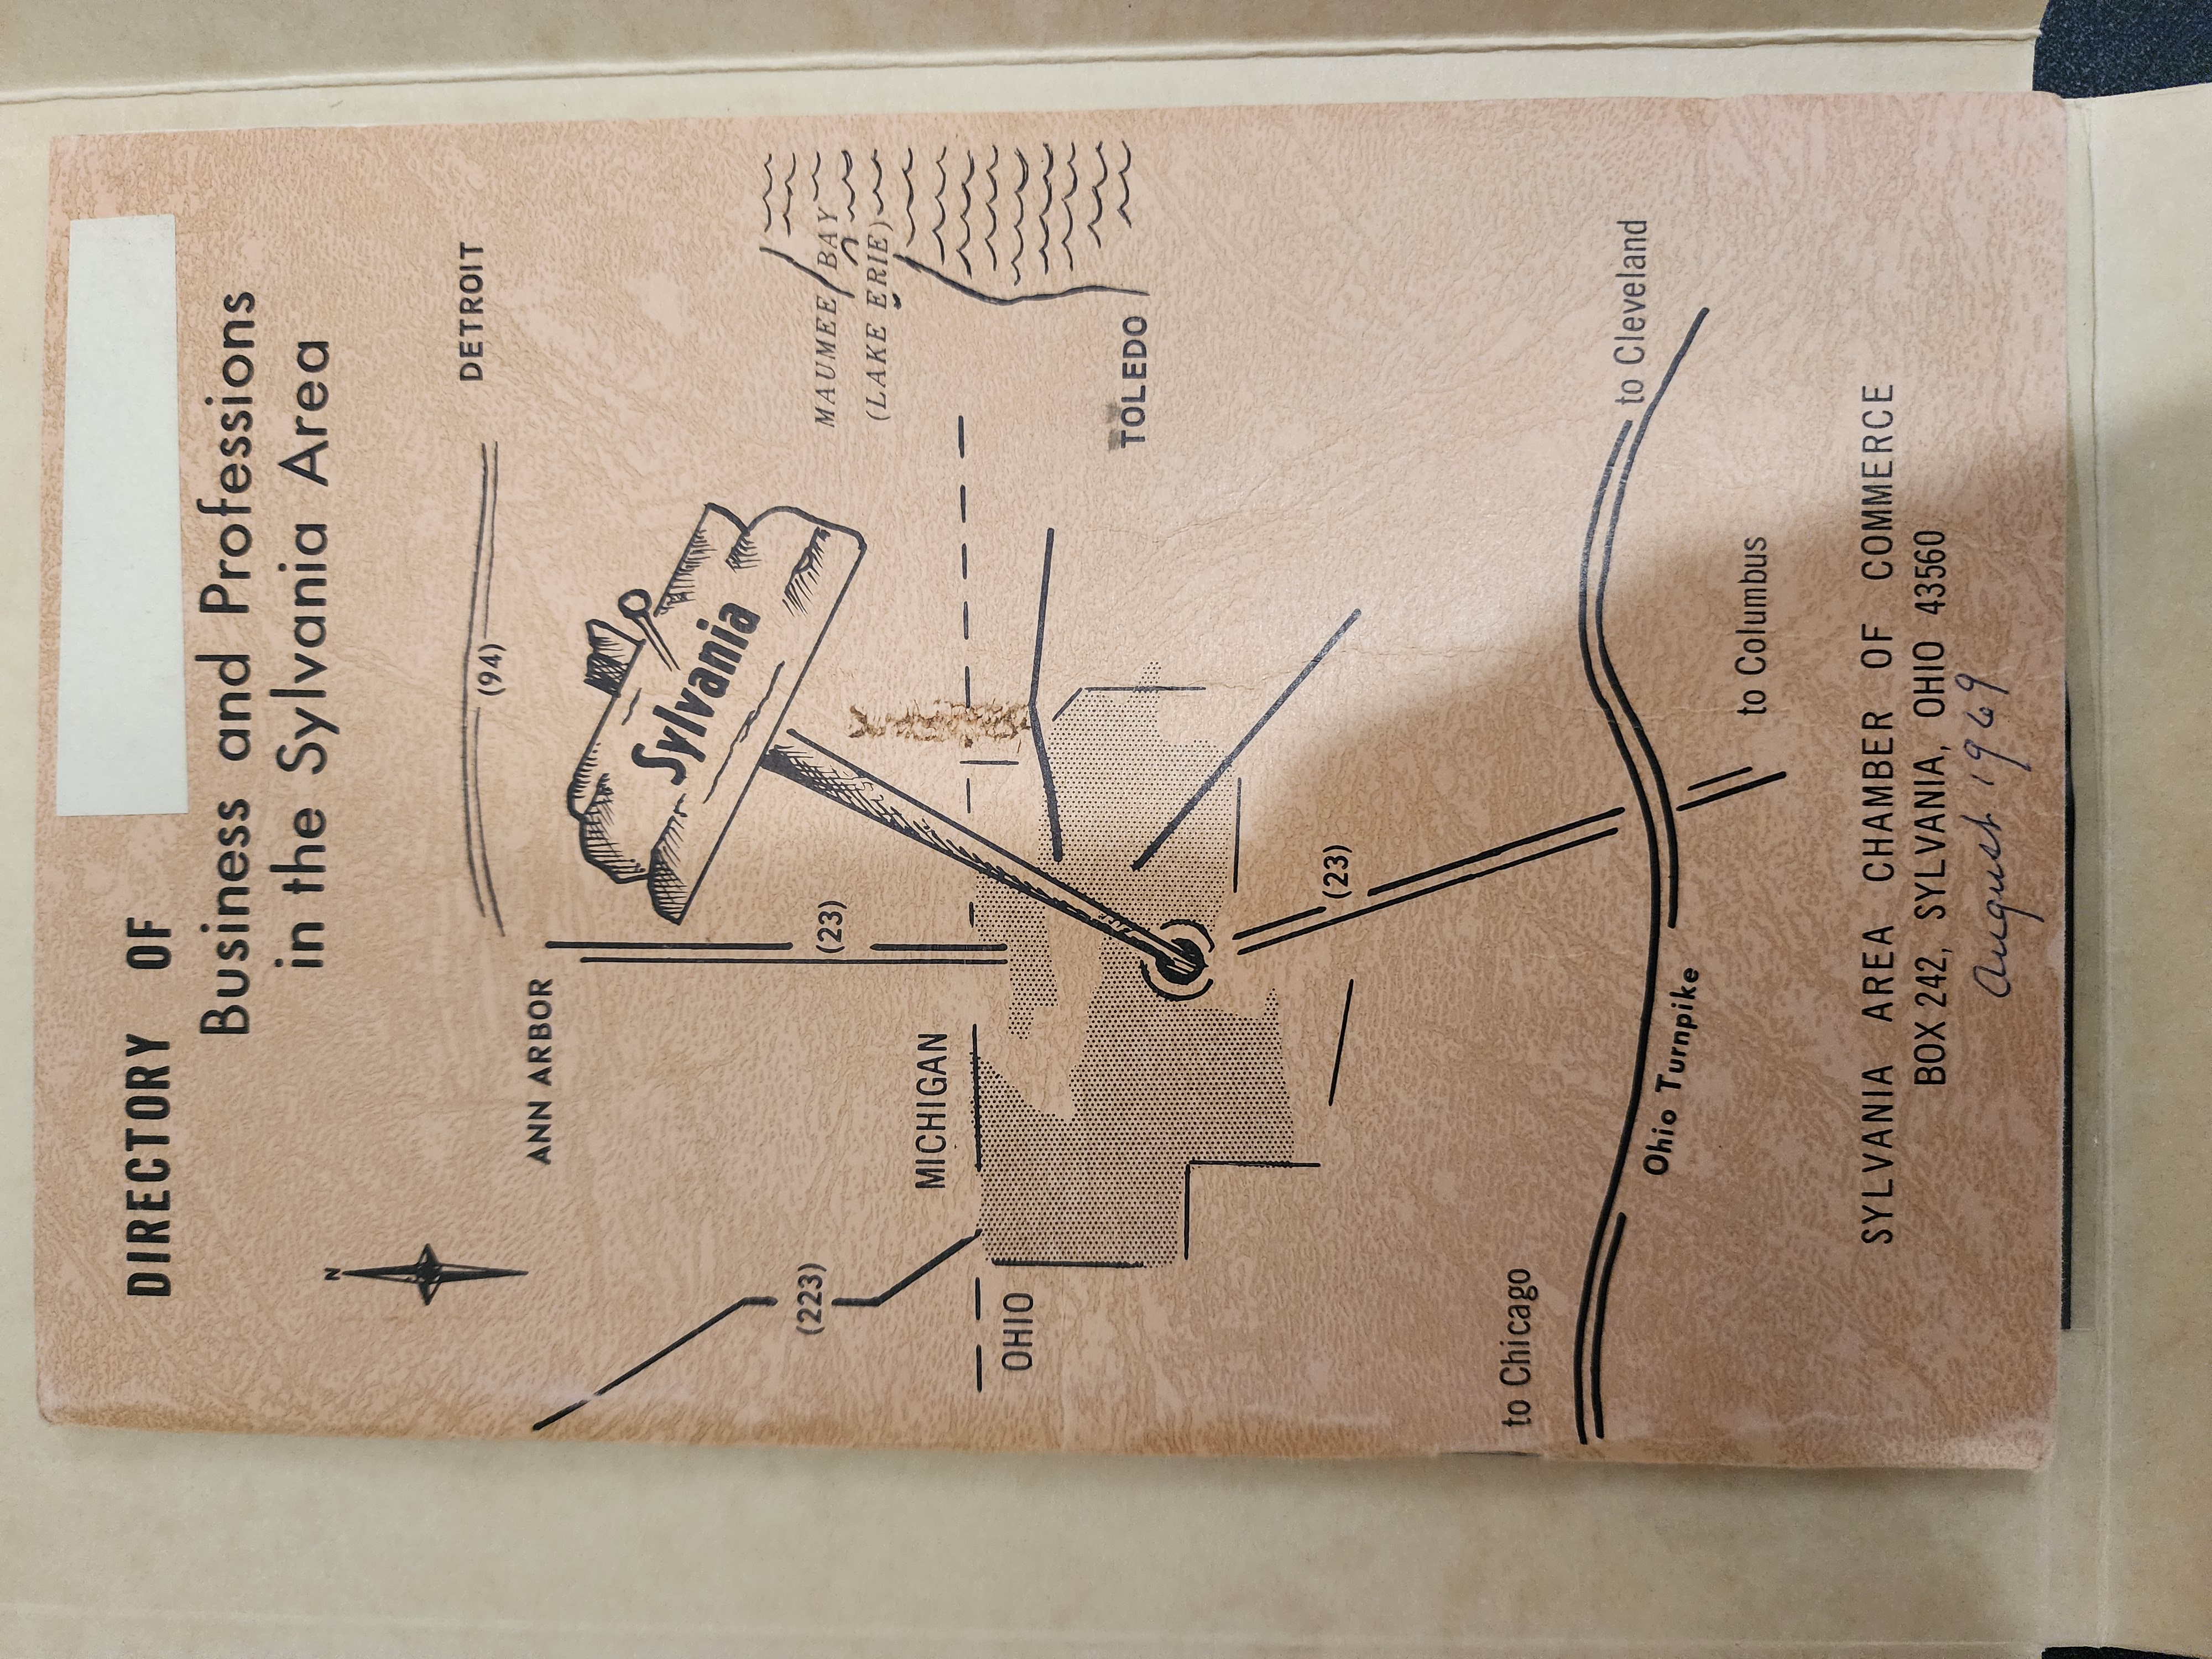 DIRECTORY OF
Business and Professions
in the Sylvania Area
N
DETROIT
(94)
ANN ARBOR
Sylvania
(23)
(223)
MAUMEE BAY
(LAKE ERIE)
MICHIGAN
OHIO
TOLEDO
(23)
to Chicago
to Cleveland
Ohio Turnpike
to Columbus
SYLVANIA AREA CHAMBER OF COMMERCE
BOX 242, SYLVANIA, OHIO 43560
August 1969